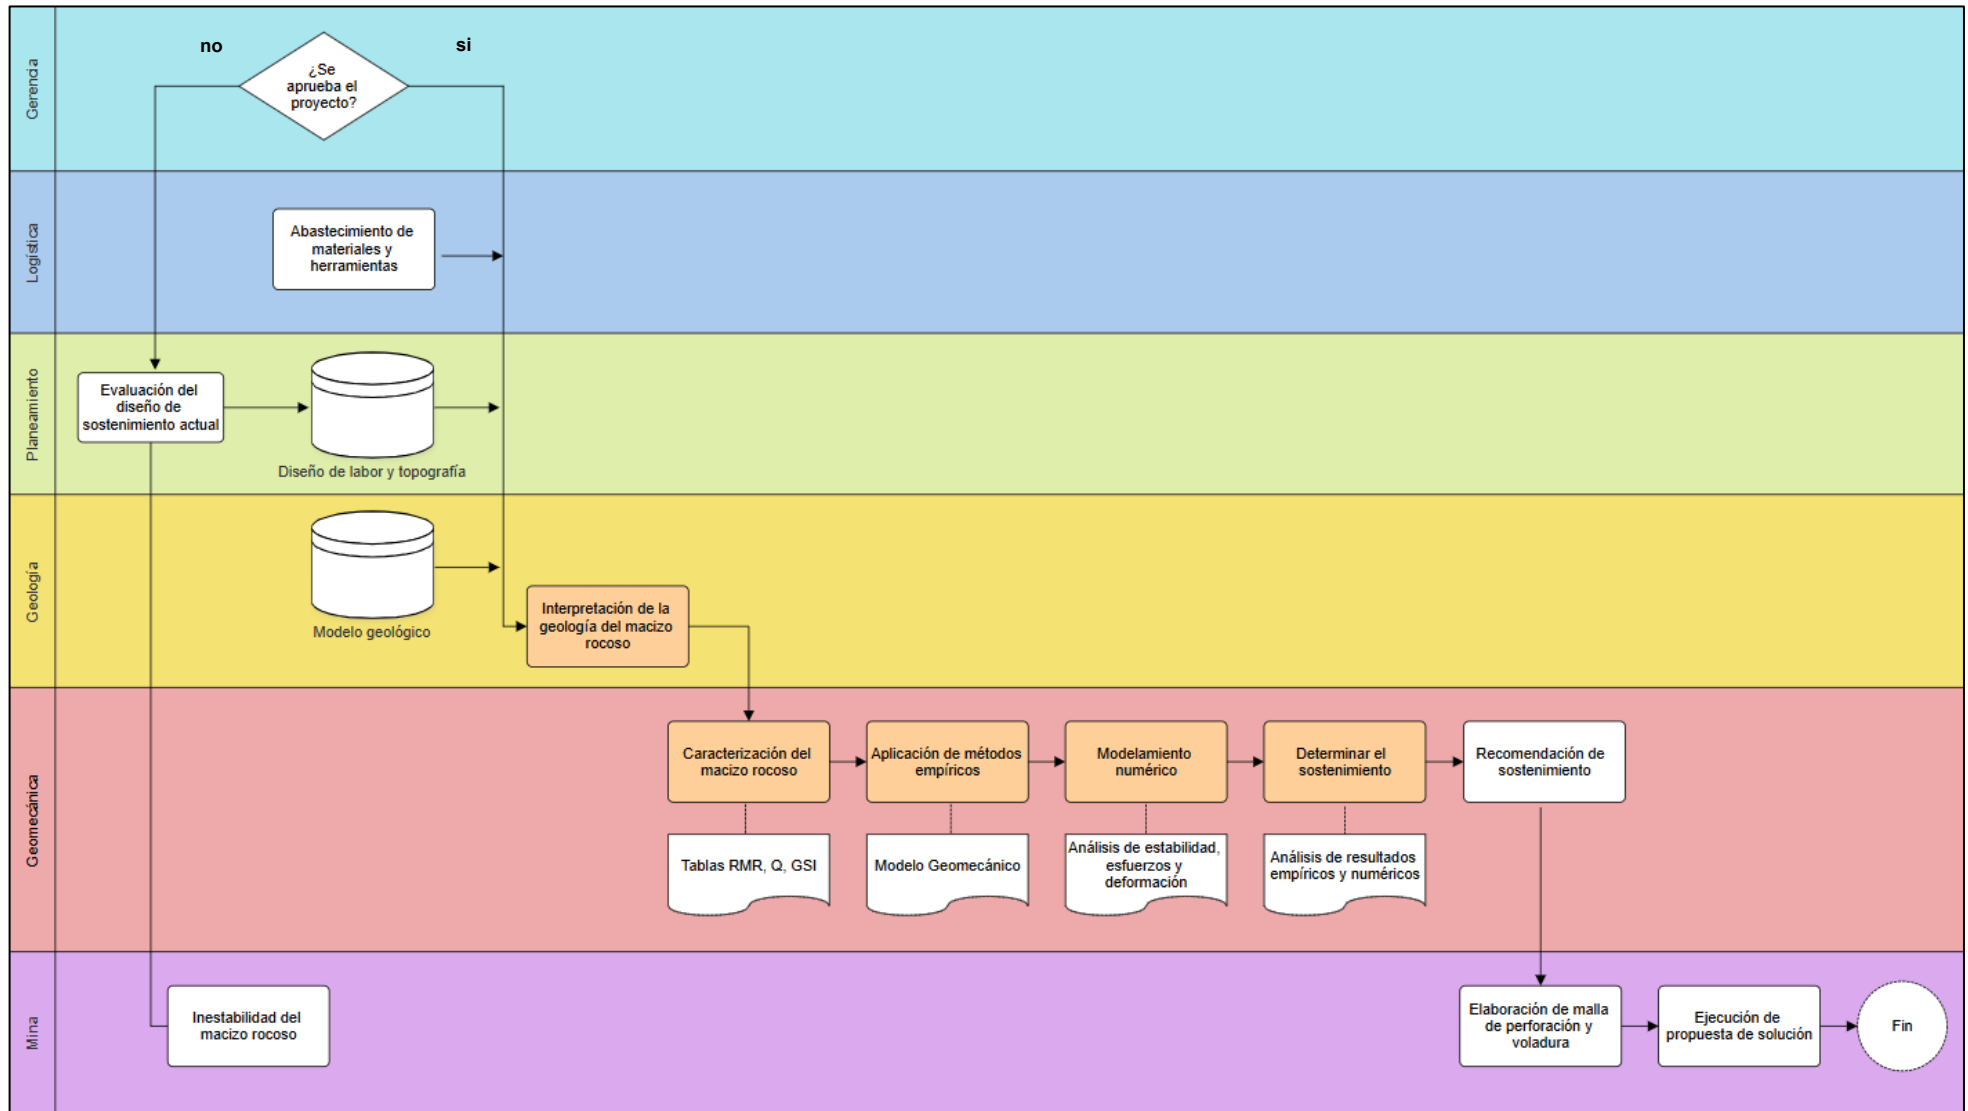 Gerencia
no
si
¿Se
aprueba el
proyecto?
Logística
Abastecimiento de
materiales y
herramientas
Planeamiento
Evaluación del
diseño de
sostenimiento actual
Diseño de labor y topografía
Geología
Modelo geológico
Interpretación de la
geología del macizo
rocoso
Geomecánica
Caracterización del
macizo rocoso
Aplicación de métodos
empíricos
Modelamiento
numérico
Determinar el
sostenimiento
Recomendación de
sostenimiento
Tablas RMR, Q, GSI
Modelo Geomecánico
Análisis de estabilidad,
esfuerzos y
deformación
Análisis de resultados
empíricos y numéricos
Mina
Inestabilidad del
macizo rocoso
Elaboración de malla
de perforación y
voladura
Ejecución de
propuesta de solución
Fin